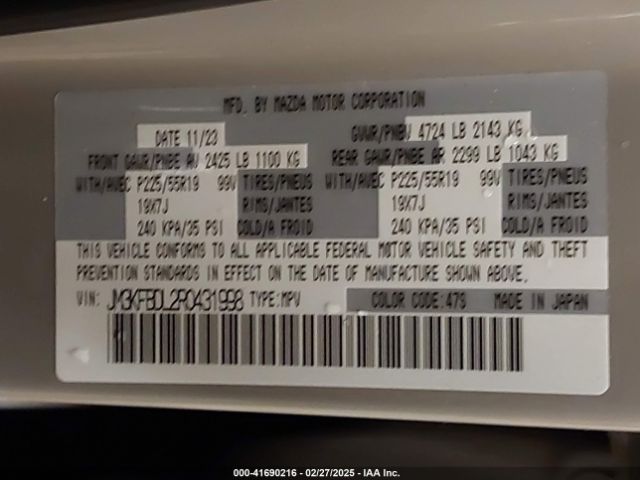 MFD. BY MAZDA MOTOR CORPORATION
DATE 11/23 GVWR/PNBV 4724 LB 2143 KG
FRONT GAWR/PNBE AV 2425 LB 1100 KG REAR GAWR/PNBE AR 2299 LB 1043 KG
WITH/AVEC P225/55R19 99V TIRES/PNEUS WITH/AVEC P225/55R19 99V TIRES/PNEUS
19X7J RIMS/JANTES 19X7J RIMS/JANTES
240 KPA/35 PSI COLD/A FROID 240 KPA/35 PSI COLD/A FROID
THIS VEHICLE CONFORMS TO ALL APPLICABLE FEDERAL MOTOR VEHICLE SAFETY AND THEFT
PREVENTION STANDARDS IN EFFECT ON THE DATE OF MANUFACTURE SHOWN ABOVE.
VIN: JM3KFBDL2R0431998 TYPE:MPV COLOR CODE:47S MADE IN JAPAN
000-41690216 - 02/27/2025 - IAA Inc.